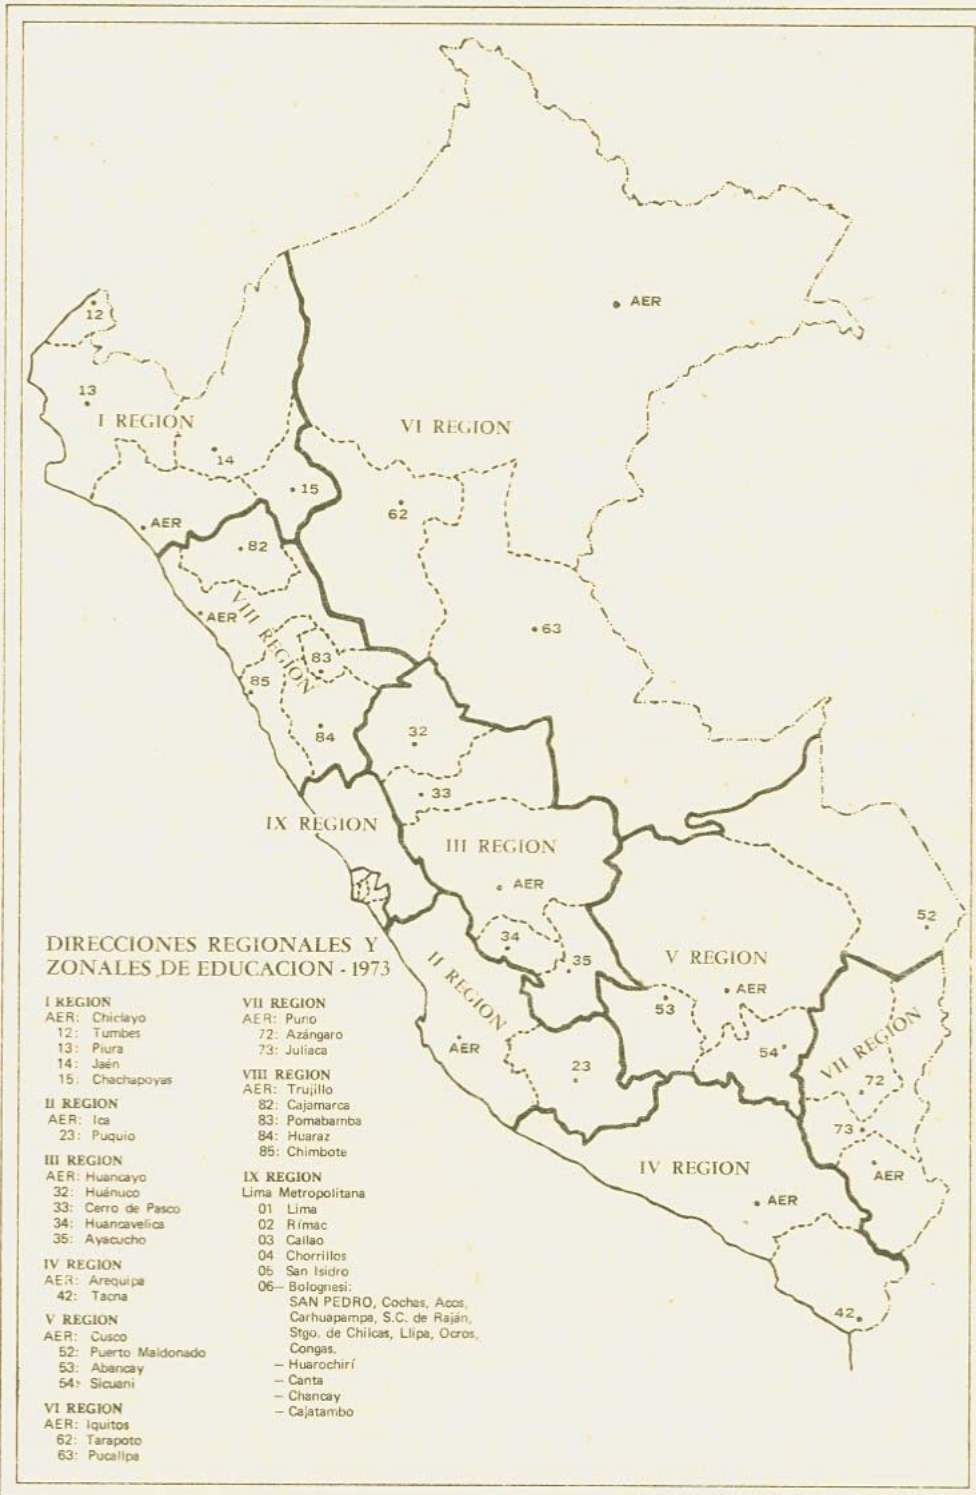 12
13
I REGION
14
15
AER
AER
VI REGION
62
63
82
AER
VIII REGION
83
85
84
32
33
IX REGION
III REGION
AER
34
35
II REGION
AER
23
52
V REGION
AER
53
54
VII REGION
72
73
AER
IV REGION
AER
42
DIRECCIONES REGIONALES Y
ZONALES DE EDUCACION - 1973
I REGION
AER: Chiclayo
12: Tumbes
13: Piura
14: Jaén
15: Chachapoyas
II REGION
AER: Ica
23: Puquio
III REGION
AER: Huancayo
32: Huánuco
33: Cerro de Pasco
34: Huancavelica
35: Ayacucho
IV REGION
AER: Arequipa
42: Tacna
V REGION
AER: Cusco
52: Puerto Maldonado
53: Abancay
54: Sicuani
VI REGION
AER: Iquitos
62: Tarapoto
63: Pucallpa
VII REGION
AER: Puno
72: Azángaro
73: Juliaca
VIII REGION
AER: Trujillo
82: Cajamarca
83: Pomabamba
84: Huaraz
85: Chimbote
IX REGION
Lima Metropolitana
01 Lima
02 Rímac
03 Callao
04 Chorrillos
05 San Isidro
06 — Bolognesi:
SAN PEDRO, Cochas, Acos,
Carhuapampa, S.C. de Raján,
Stgo. de Chilcas, Llipa, Ocros,
Congas.
— Huarochirí
— Canta
— Chancay
— Cajatambo